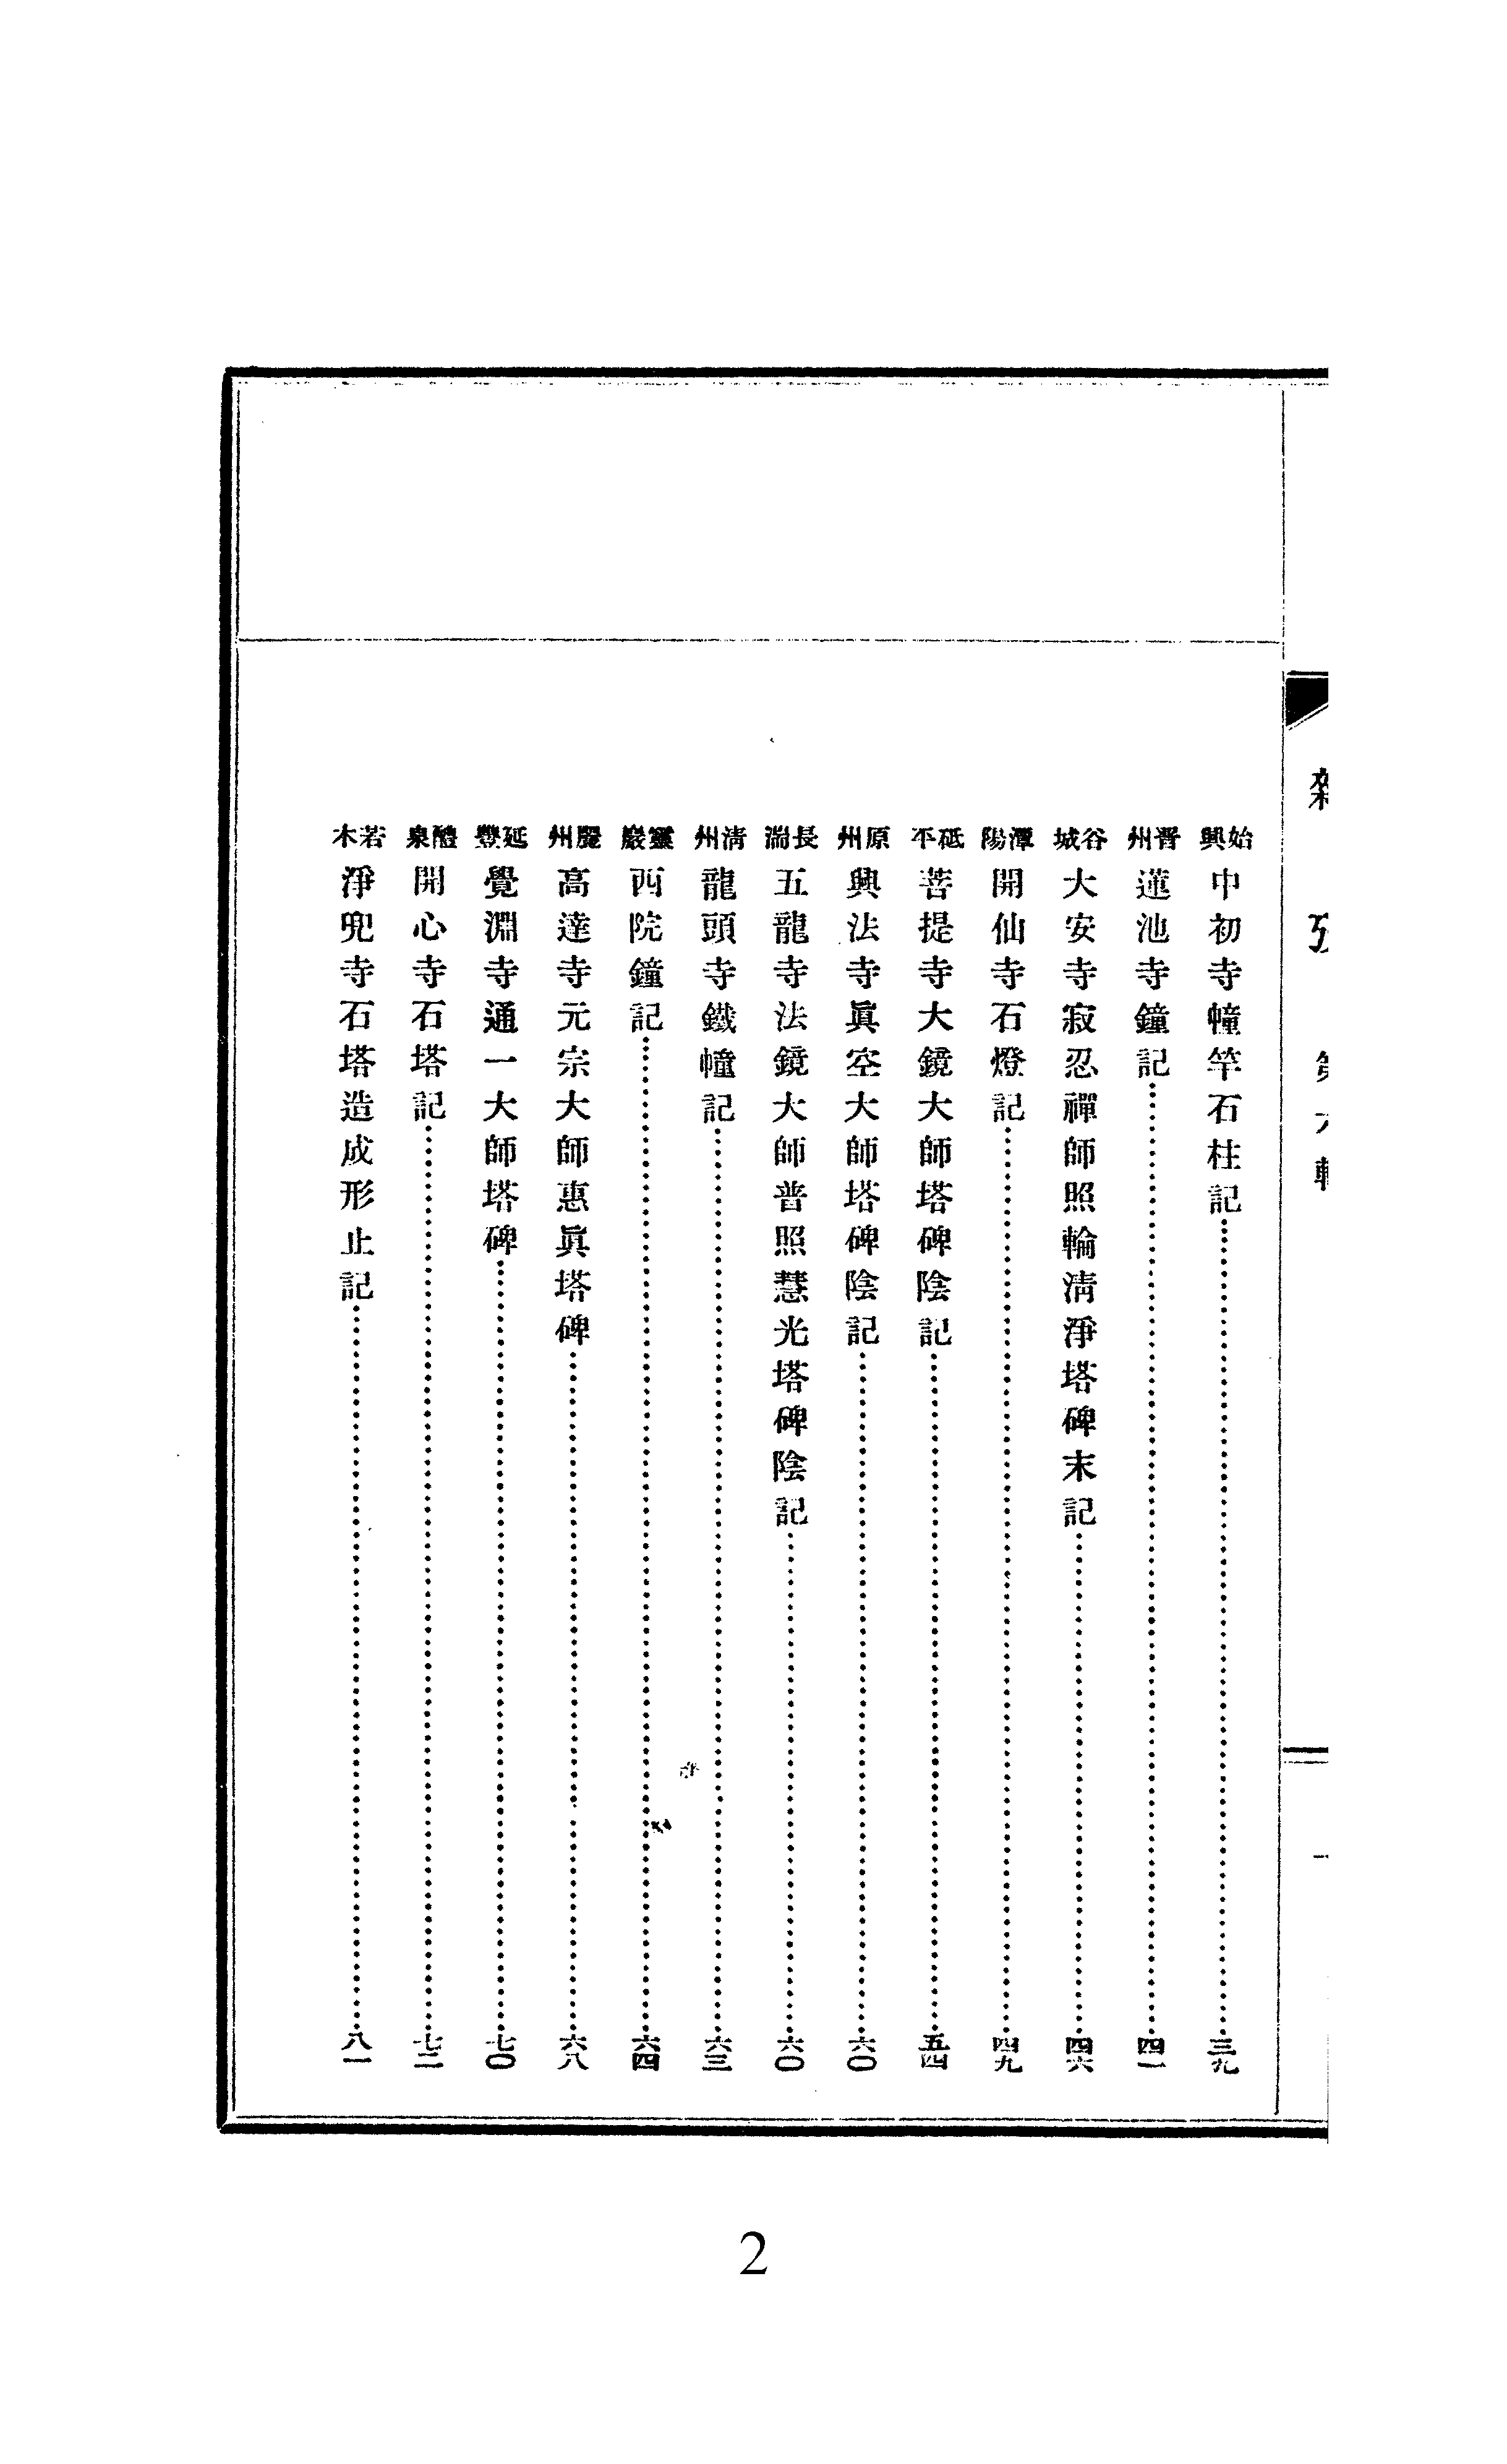 始興 中初寺幢竿石柱記 三九
晋州 蓮池寺鐘記 四一
谷城 大安寺寂忍禪師照輪淸淨塔碑末記 四六
潭陽 開仙寺石燈記 四九
砥平 菩提寺大鏡大師塔碑陰記 五四
原州 興法寺眞空大師塔碑陰記 六〇
長湍 五龍寺法鏡大師普照慧光塔碑陰記 六〇
淸州 龍頭寺鐵幢記 六三
靈巖 西院鐘記 六四
驪州 高達寺元宗大師惠眞塔碑 六八
延豐 覺淵寺通一大師塔碑 七〇
醴泉 開心寺石塔記 七二
若木 淨兜寺石塔造成形止記 八一
2